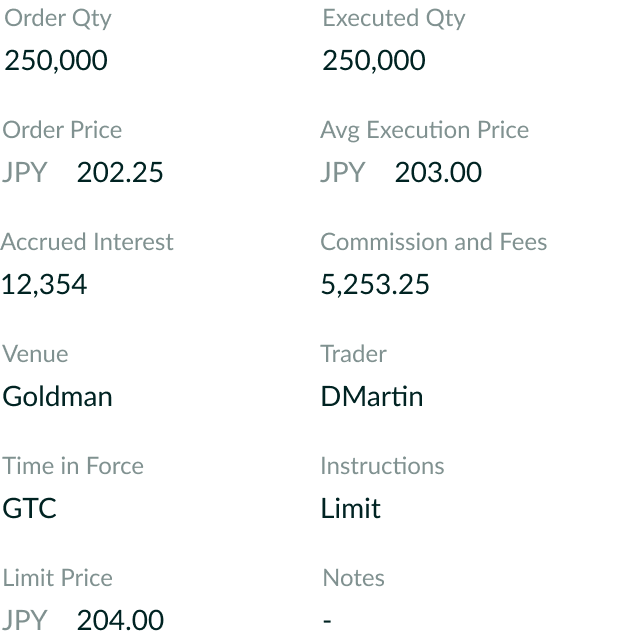 Order Qty
Executed Qty
250,000
250,000
Order Price
Avg Execution Price
JPY 202.25
JPY 203.00
Accrued Interest
Commission and Fees
12,354
5,253.25
Venue
Trader
Goldman
DMartin
Time in Force
Instructions
GTC
Limit
Limit Price
Notes
JPY 204.00
-